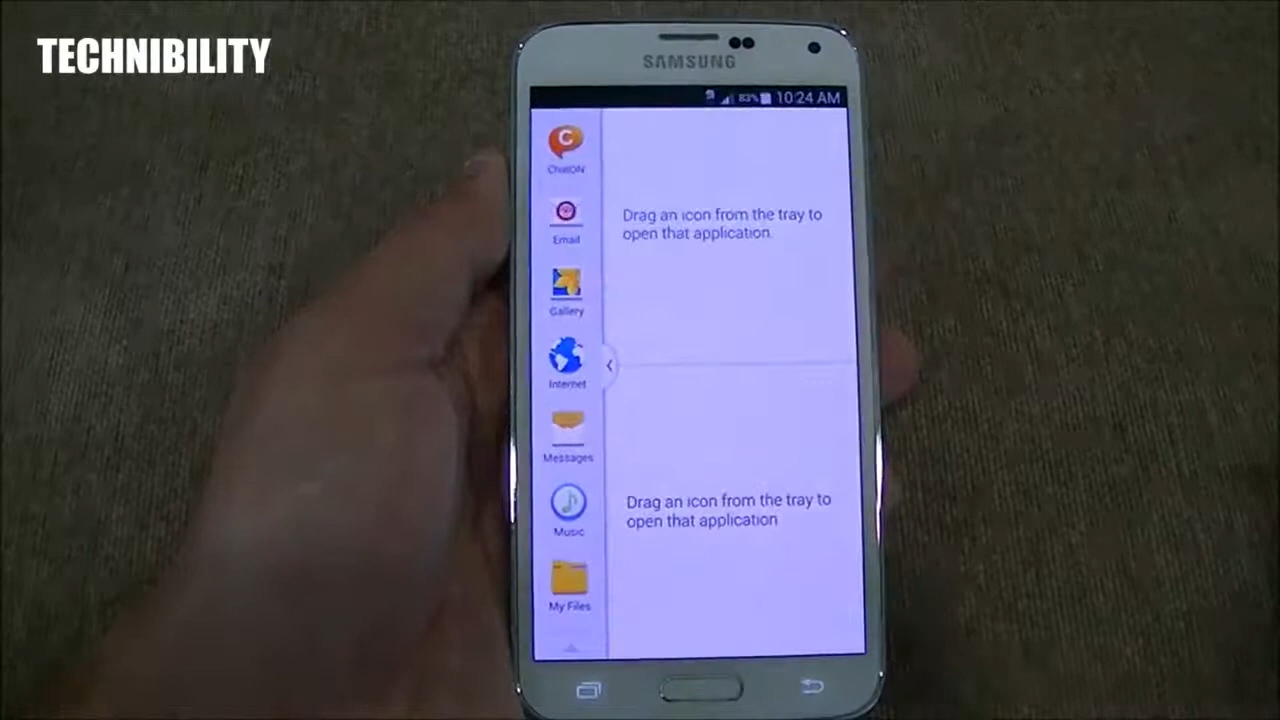 TECHNIBILITY
SAMSUNG
83% 10:24 AM
ChatON
Email
Gallery
Internet
Messages
Music
My Files
Drag an icon from the tray to
open that application.
Drag an icon from the tray to
open that application